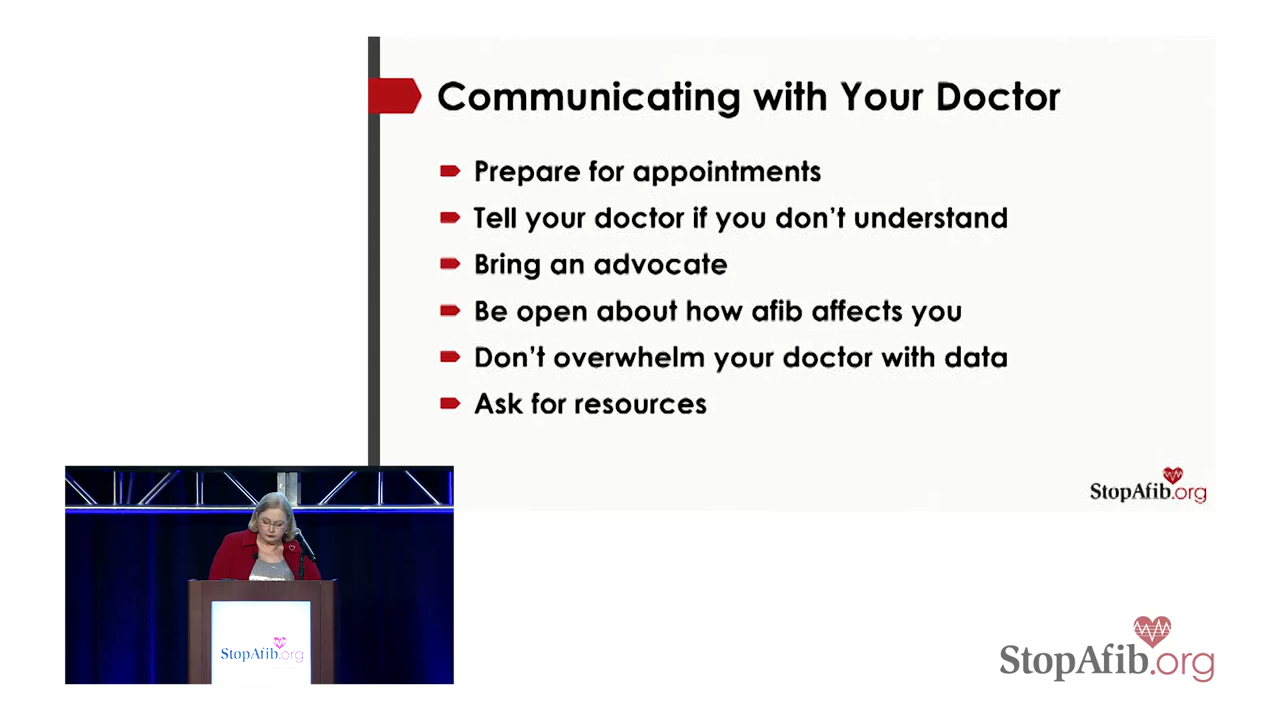 Communicating with Your Doctor
Prepare for appointments
Tell your doctor if you don’t understand
Bring an advocate
Be open about how afib affects you
Don’t overwhelm your doctor with data
Ask for resources
StopAfib.org
StopAfib.org
StopAfib.org